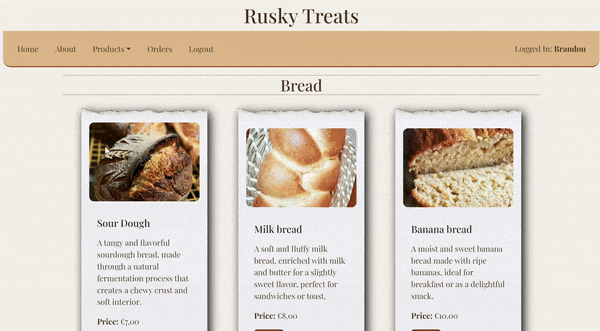 Rusky Treats
Home About Products Orders Logout Logged In: Brandon
Bread
Sour Dough
A tangy and flavorful
sourdough bread, made
through a natural
fermentation process that
creates a chewy crust and
soft interior.
Price: €7,00
Milk bread
A soft and fluffy milk
bread, enriched with milk
and butter for a slightly
sweet flavor, perfect for
sandwiches or toast.
Price: €8.00
Banana bread
A moist and sweet banana
bread made with ripe
bananas, ideal for
breakfast or as a delightful
snack.
Price: €10.00